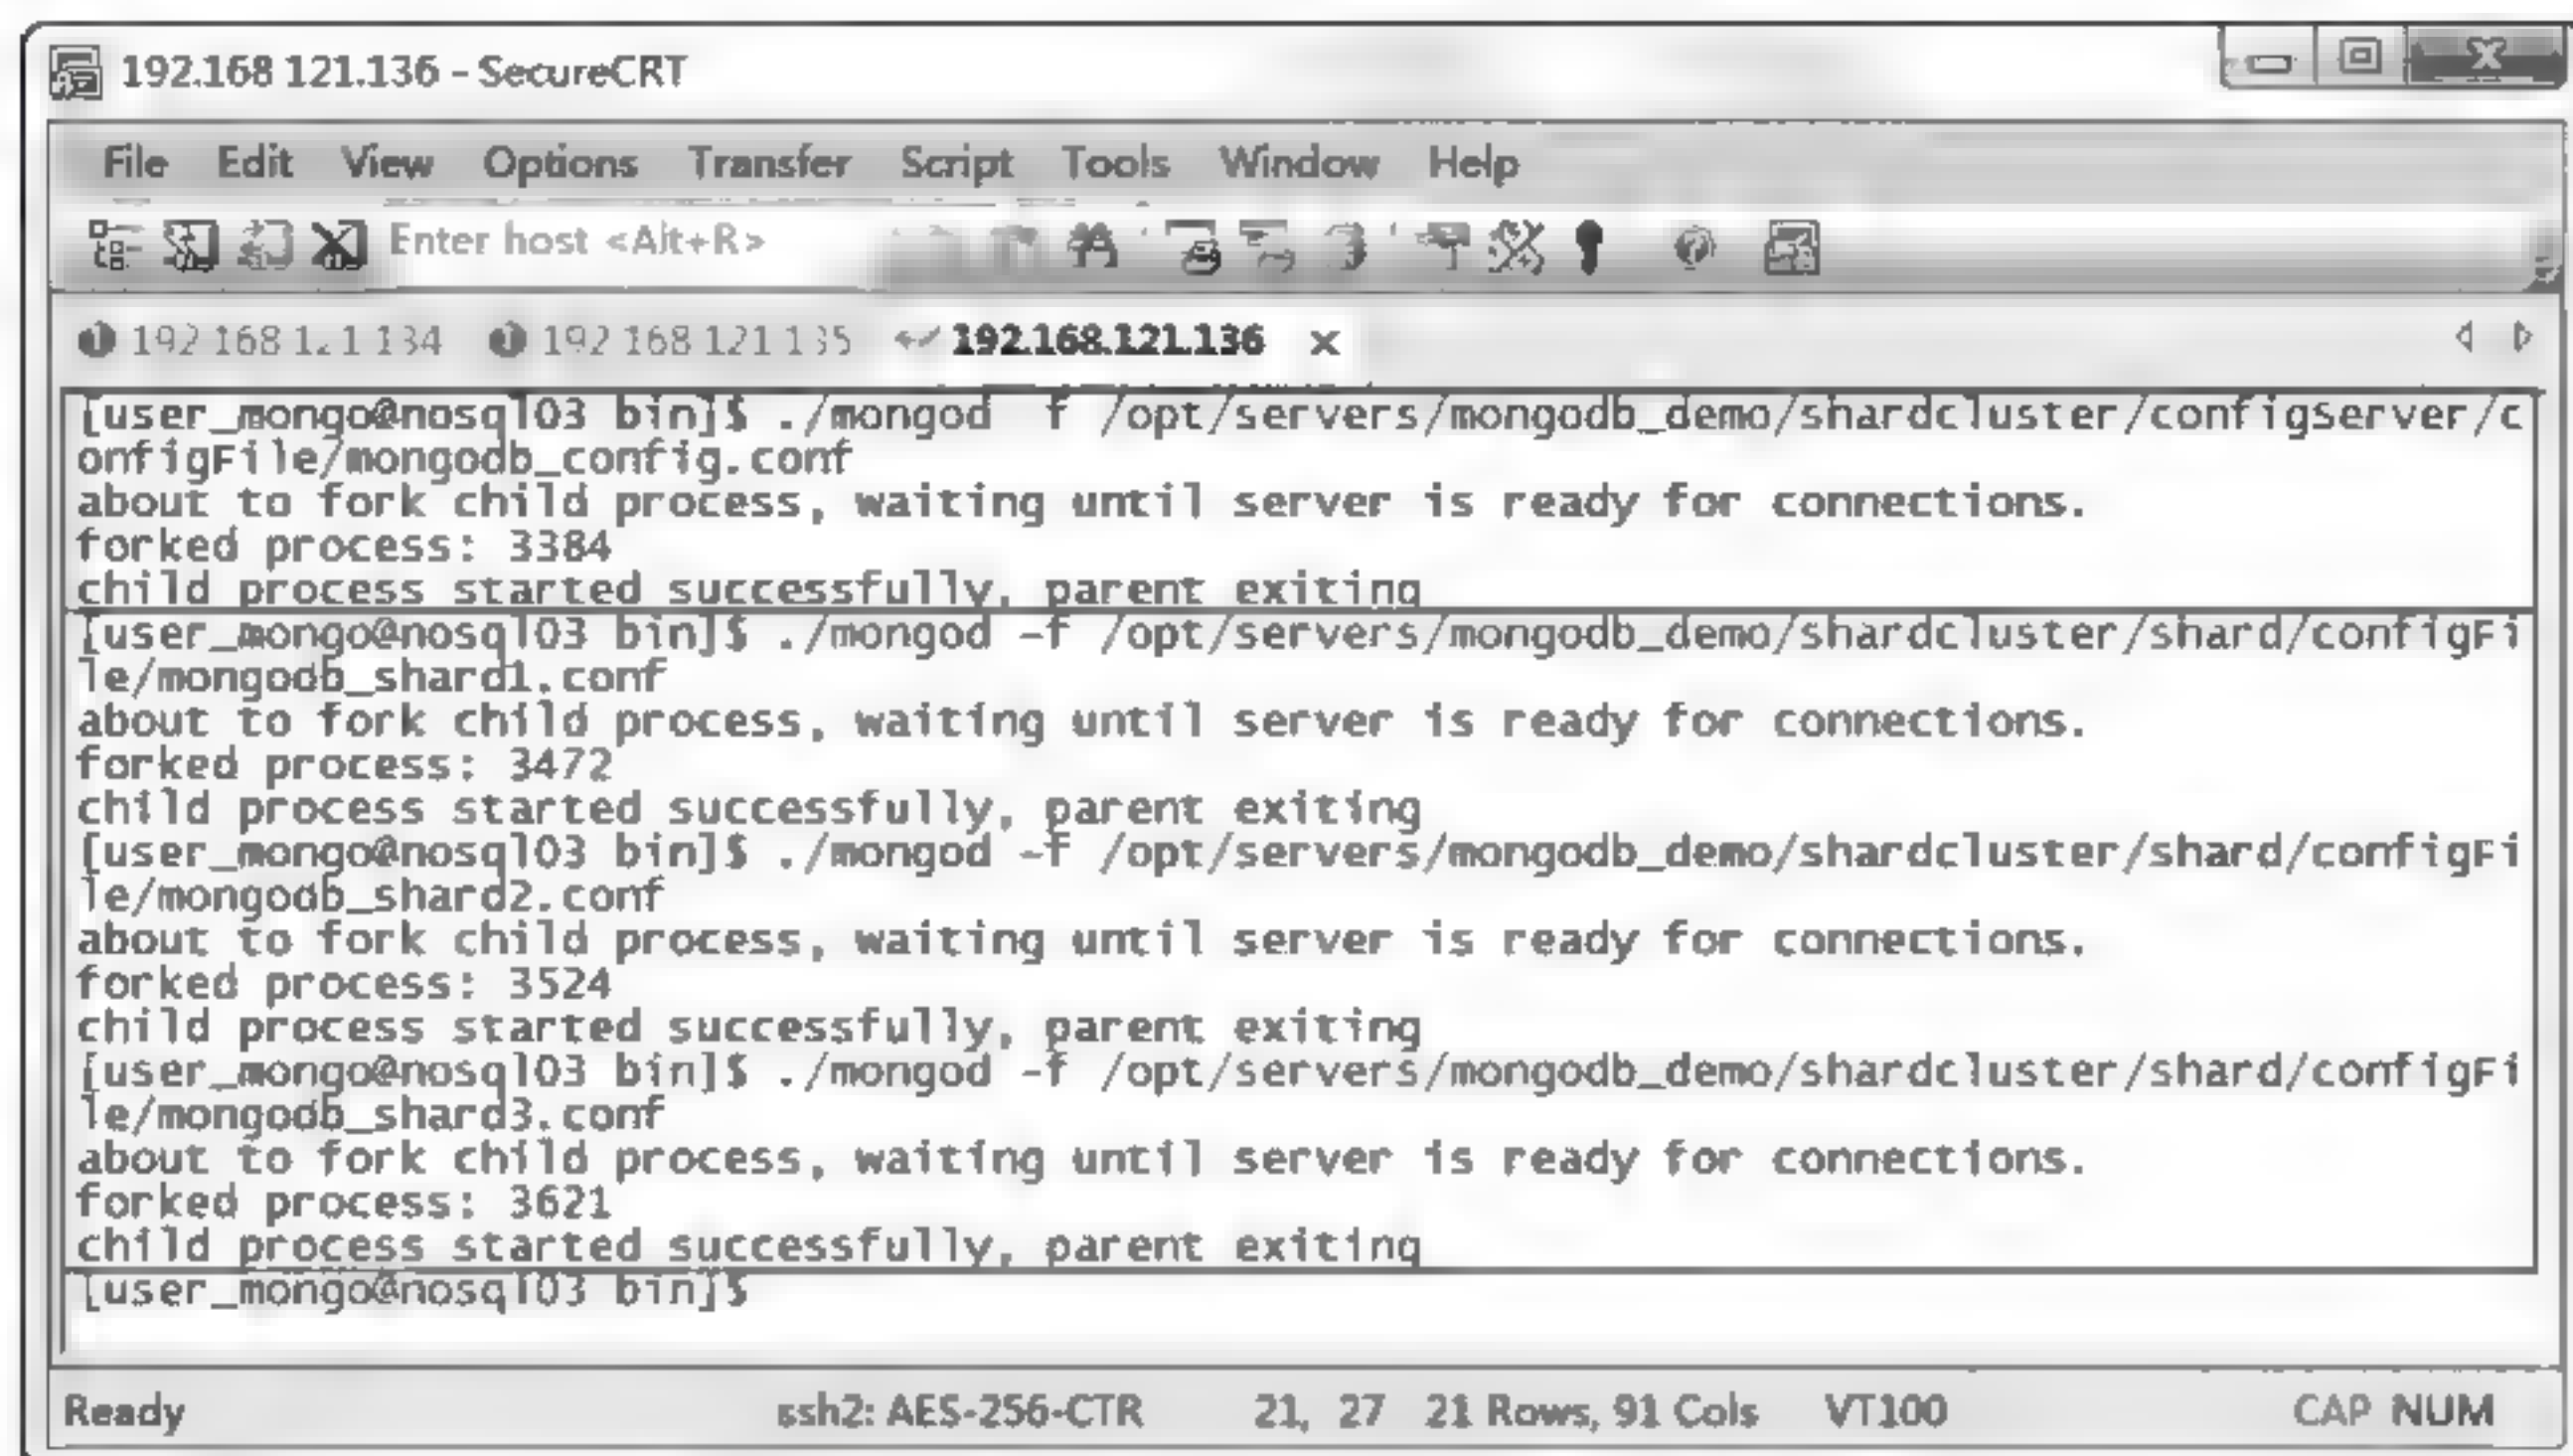 192.168 121.136 - SecureCRT
File Edit View Options Transfer Script Tools Window Help
Enter host <Alt+R>
192 168 1 1 134 192 168 121 135 192.168.121.136 x
[user_mongo@nosql03 bin]$ ./mongod f /opt/servers/mongodb_demo/shardcluster/configserver/c
onfigFile/mongodb_config.conf
about to fork child process, waiting until server is ready for connections.
forked process: 3384
child process started successfully, parent exiting
[user_mongo@nosql03 bin]$ ./mongod -f /opt/servers/mongodb_demo/shardcluster/shard/configFi
le/mongodb_shard1.conf
about to fork child process, waiting until server is ready for connections.
forked process: 3472
child process started successfully, parent exiting
[user_mongo@nosql03 bin]$ ./mongod -f /opt/servers/mongodb_demo/shardcluster/shard/configFi
le/mongodb_shard2.conf
about to fork child process, waiting until server is ready for connections.
forked process: 3524
child process started successfully, parent exiting
[user_mongo@nosql03 bin]$ ./mongod -f /opt/servers/mongodb_demo/shardcluster/shard/configFi
le/mongodb_shard3.conf
about to fork child process, waiting until server is ready for connections.
forked process: 3621
child process started successfully, parent exiting
[user_mongo@nosql03 bin]$
Ready ssh2: AES-256-CTR 21, 27 21 Rows, 91 Cols VT100 CAP NUM